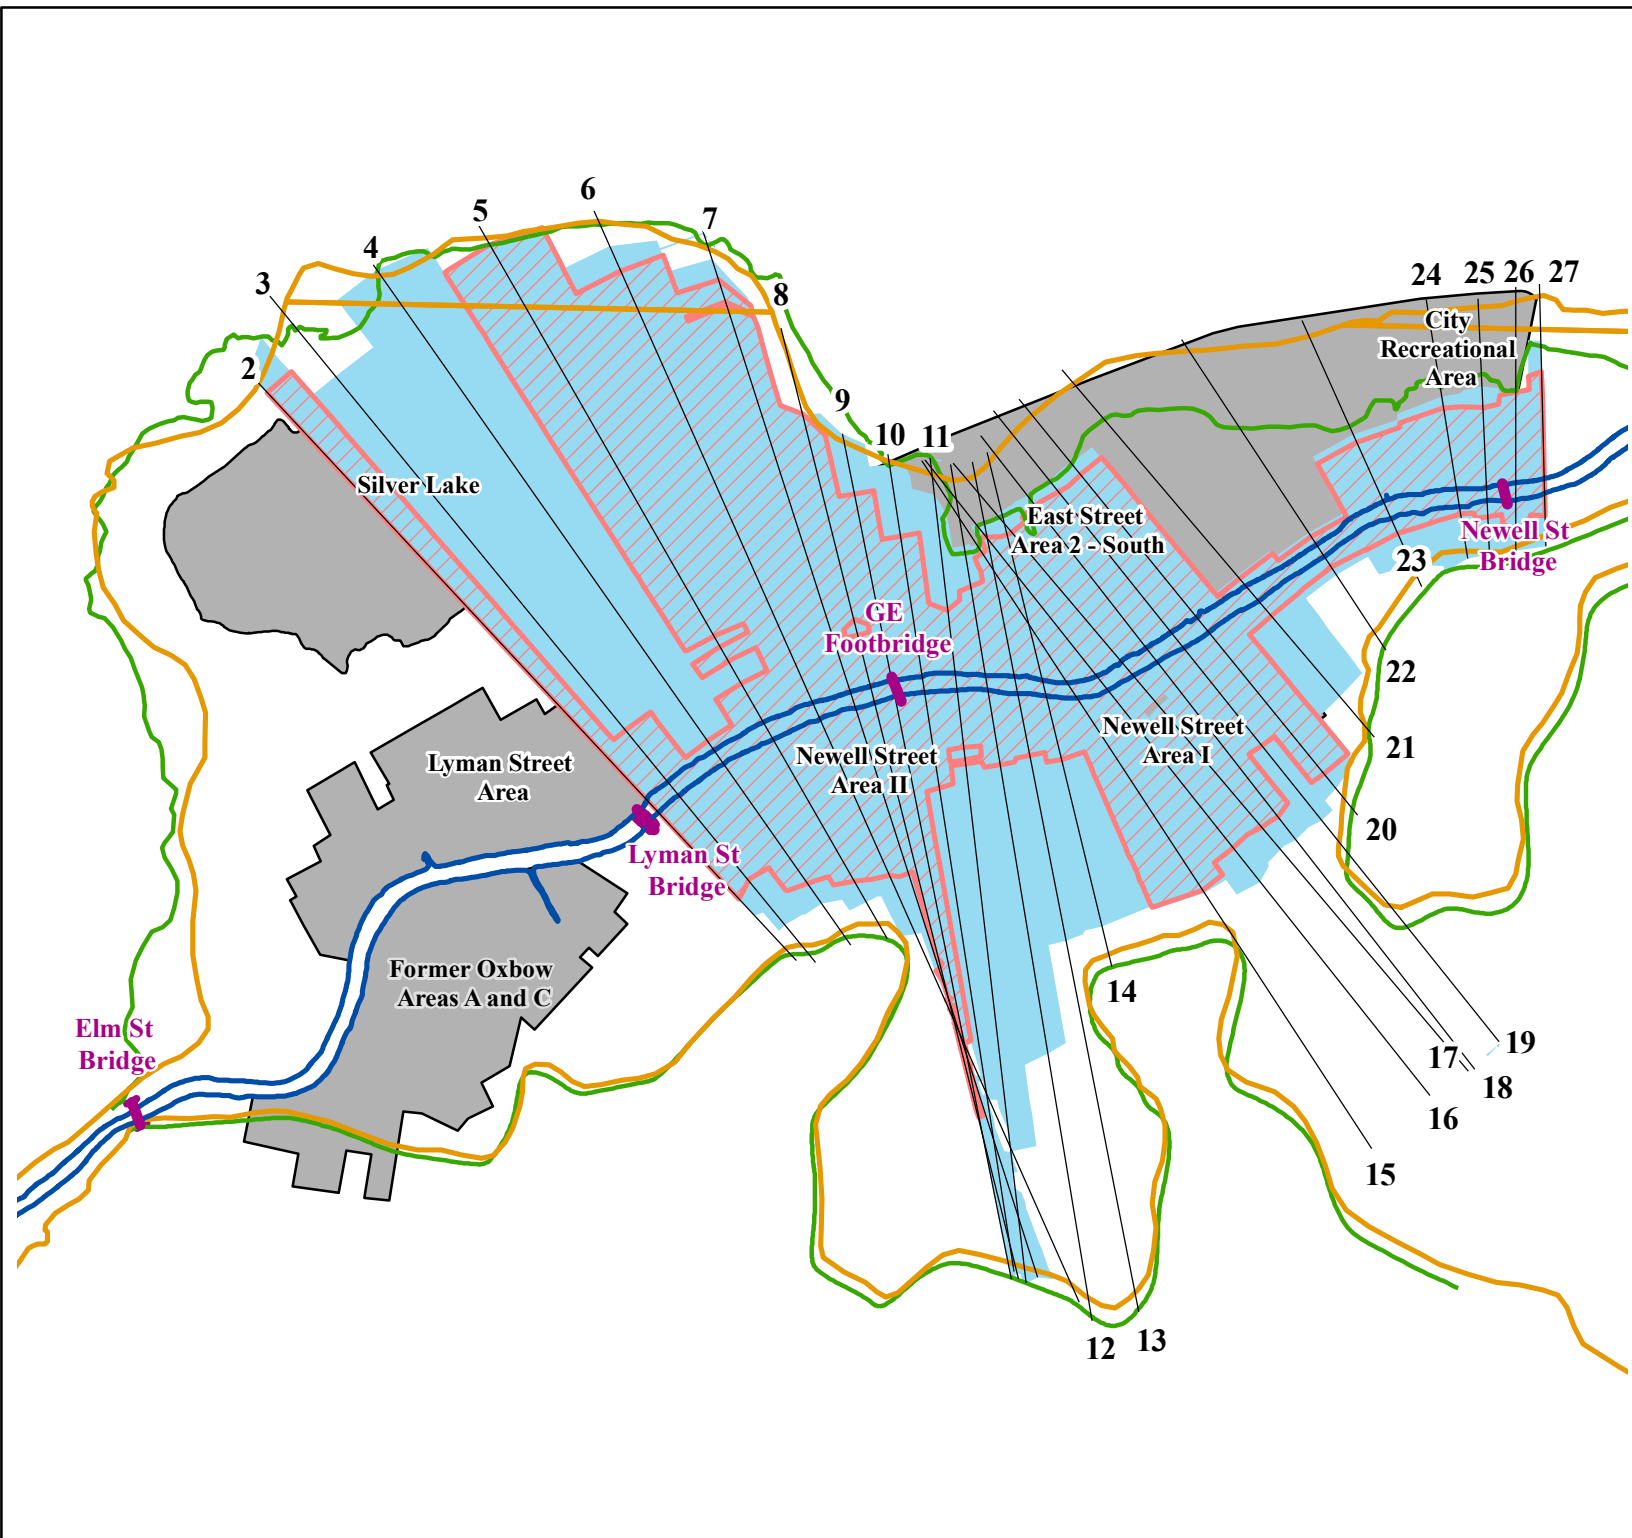 6
5
7
4
3
24
25
26
27
8
City
Recreational
Area
2
9
10
11
Silver Lake
East Street
Area 2 - South
Newell St
Bridge
23
GE
Footbridge
22
Newell Street
Area I
21
Lyman Street
Area
Newell Street
Area II
20
Lyman St
Bridge
Former Oxbow
Areas A and C
14
Elm St
Bridge
19
17
18
16
15
12
13